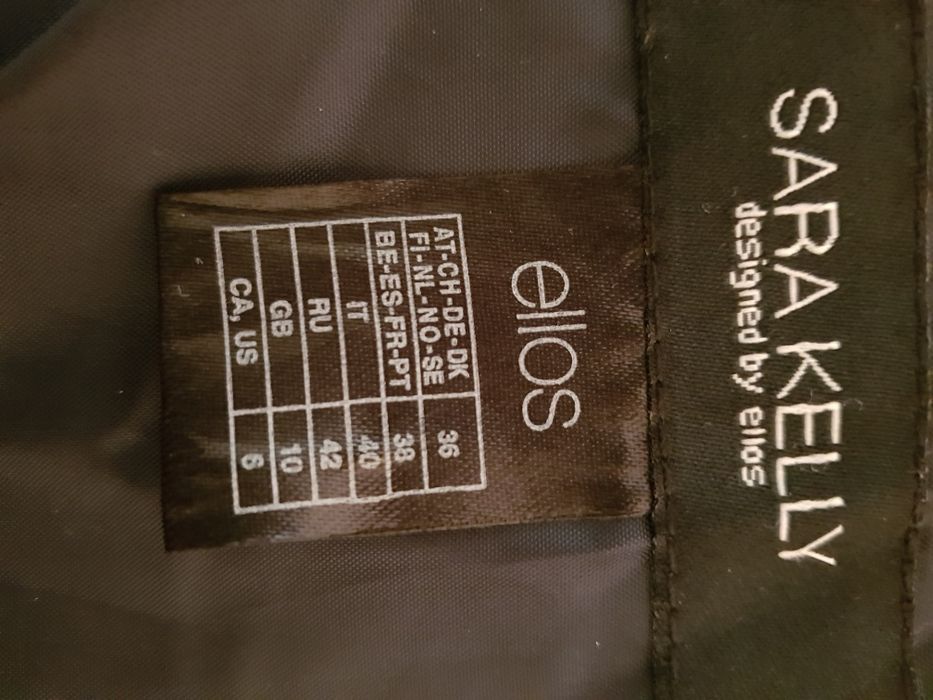 SARA KELLY
designed by ellos
ellos
AT-CH-DE-DK
FI-NL-NO-SE 36
BE-ES-FR-PT 38
IT 40
RU 42
GB 10
CA, US 6